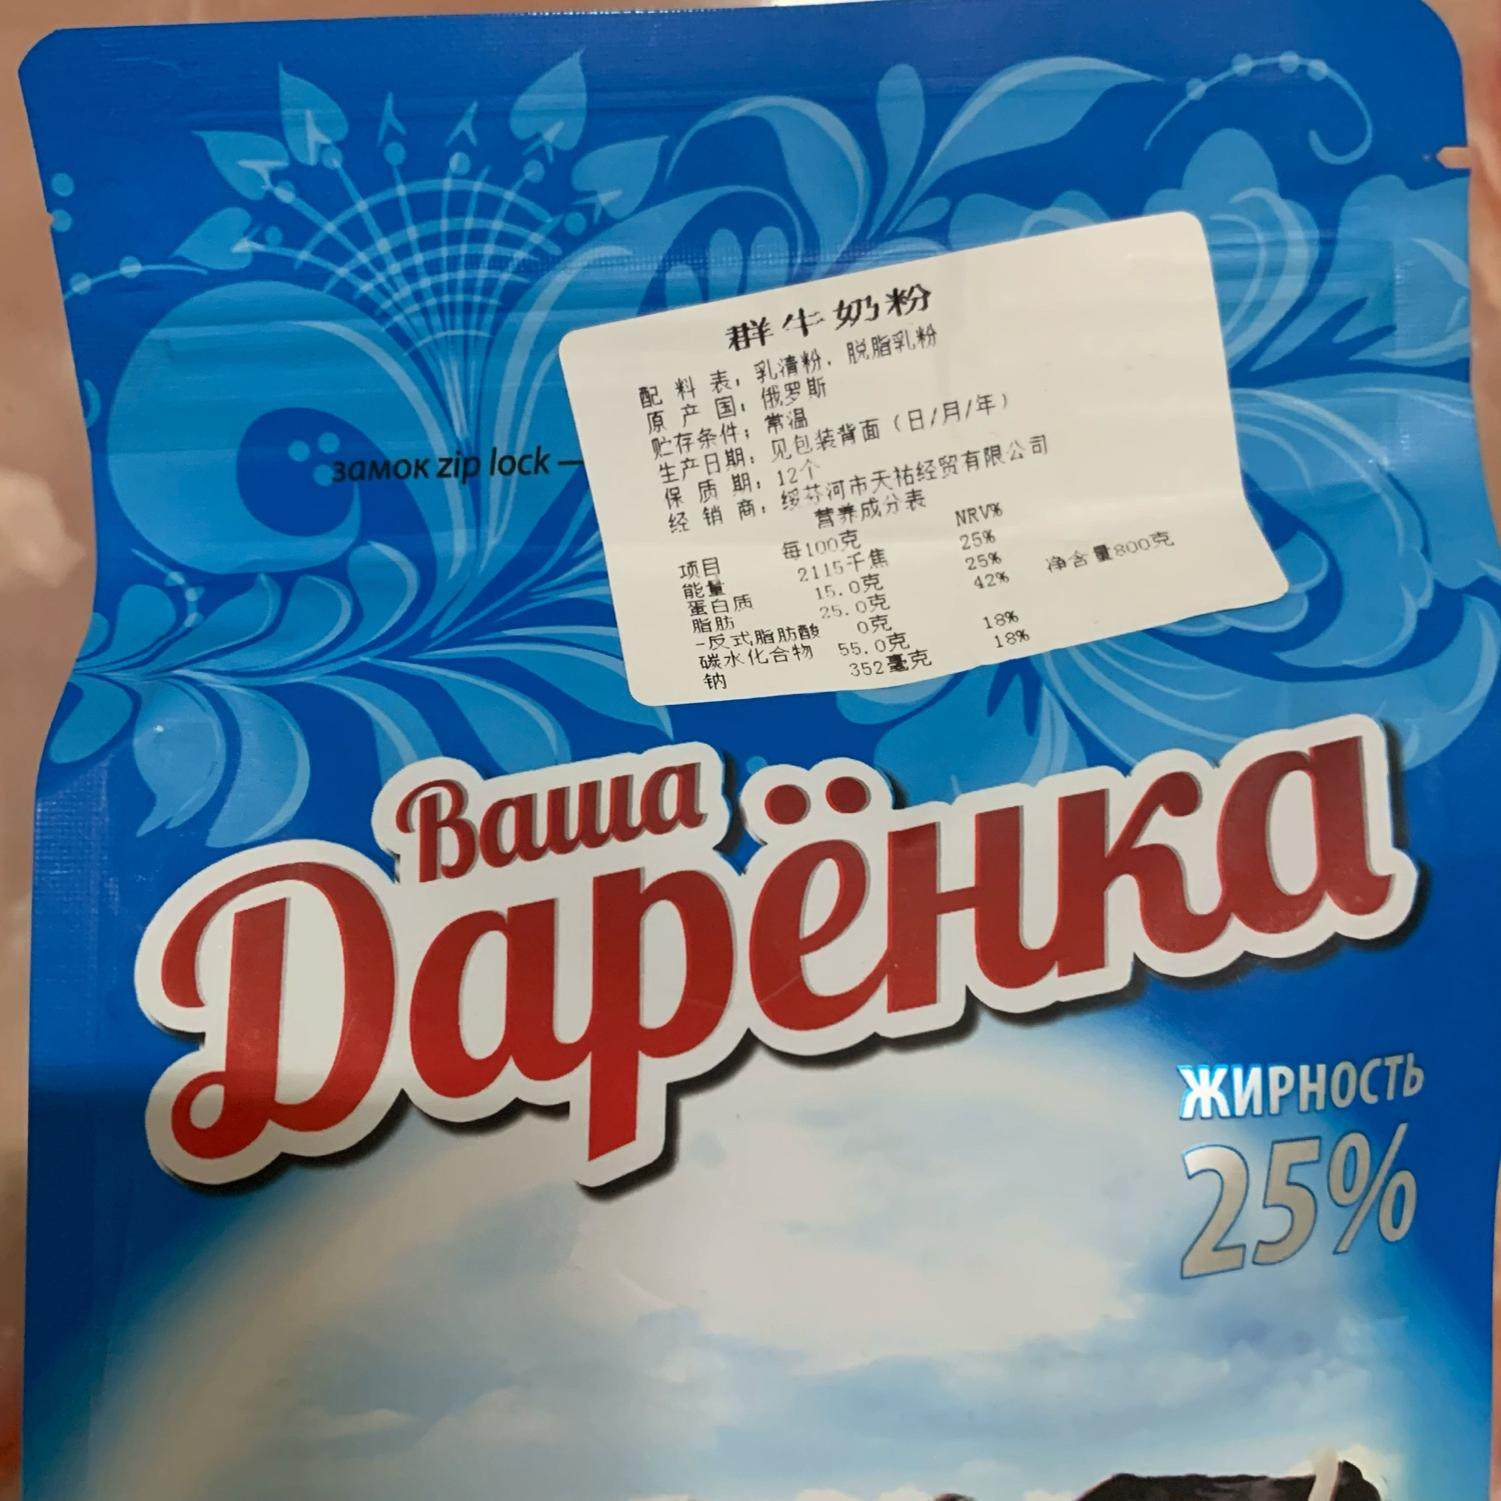 群牛奶粉
配料表：乳清粉，脱脂乳粉
原产国：俄罗斯
贮存条件：常温
生产日期：见包装背面（日/月/年）
保质期：12个
经销商：绥芬河市天祐经贸有限公司
营养成分表
项目 每100克 NRV%
能量 2115千焦 25%
蛋白质 15.0克 25%
脂肪 25.0克 42%
-反式脂肪酸 0克
碳水化合物 55.0克 18%
钠 352毫克 18%
净含量800克
замок zip lock —
Ваша
Дарёнка
ЖИРНОСТЬ
25%